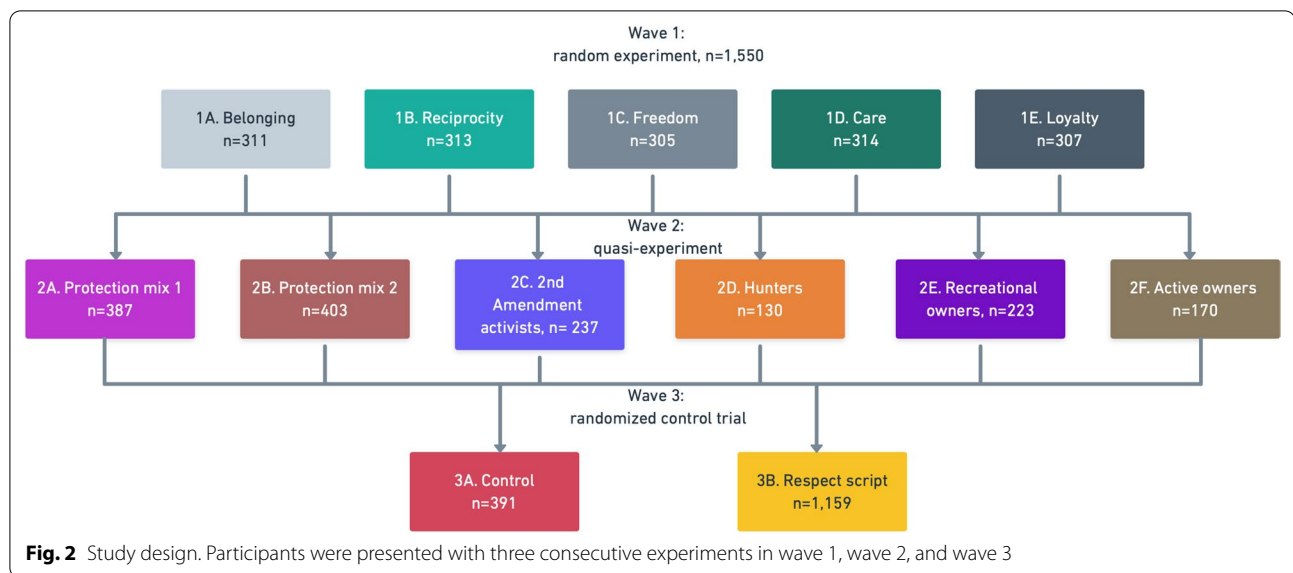 Wave 1:
random experiment, n=1,550
1A. Belonging
n=311
1B. Reciprocity
n=313
1C. Freedom
n=305
1D. Care
n=314
1E. Loyalty
n=307
Wave 2:
quasi-experiment
2A. Protection mix 1
n=387
2B. Protection mix 2
n=403
2C. 2nd
Amendment
activists, n= 237
2D. Hunters
n=130
2E. Recreational
owners, n=223
2F. Active owners
n=170
Wave 3:
randomized control trial
3A. Control
n=391
3B. Respect script
n=1,159
Fig. 2 Study design. Participants were presented with three consecutive experiments in wave 1, wave 2, and wave 3